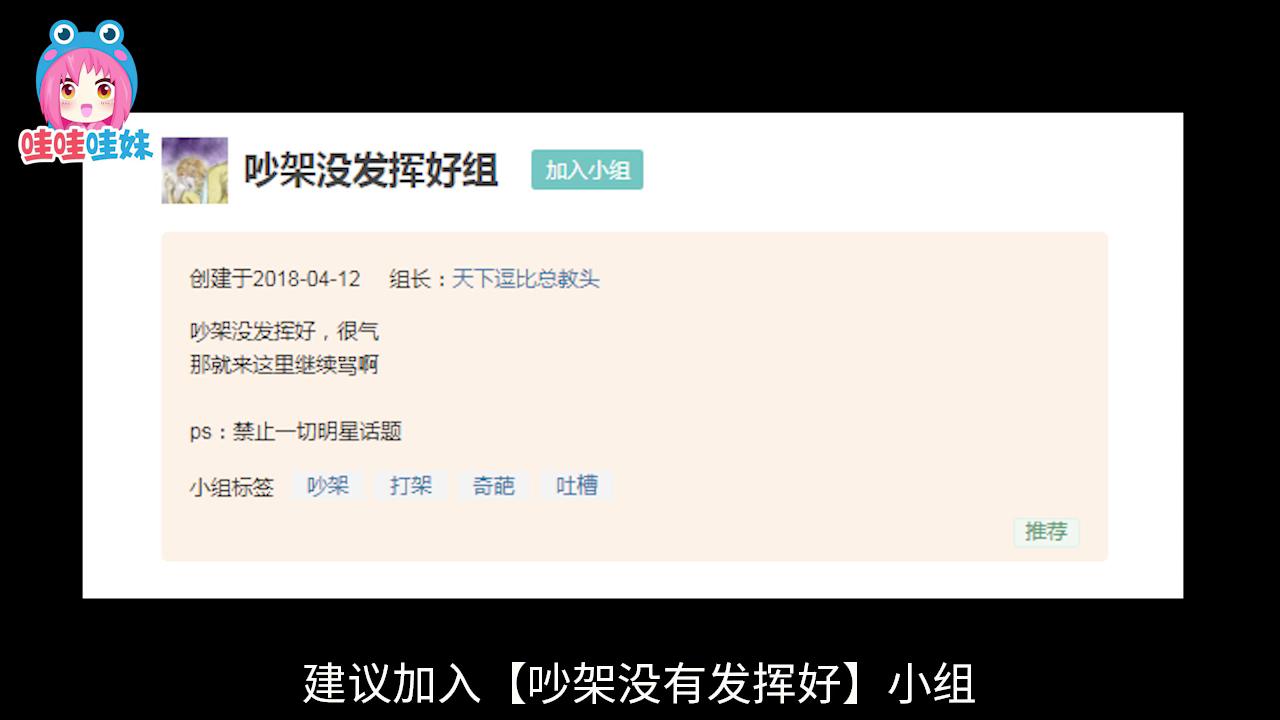 哇哇哇妹
吵架没发挥好组
加入小组
创建于2018-04-12 组长：天下逗比总教头
吵架没发挥好，很气
那就来这里继续骂啊
ps：禁止一切明星话题
小组标签 吵架 打架 奇葩 吐槽
推荐
建议加入【吵架没有发挥好】小组